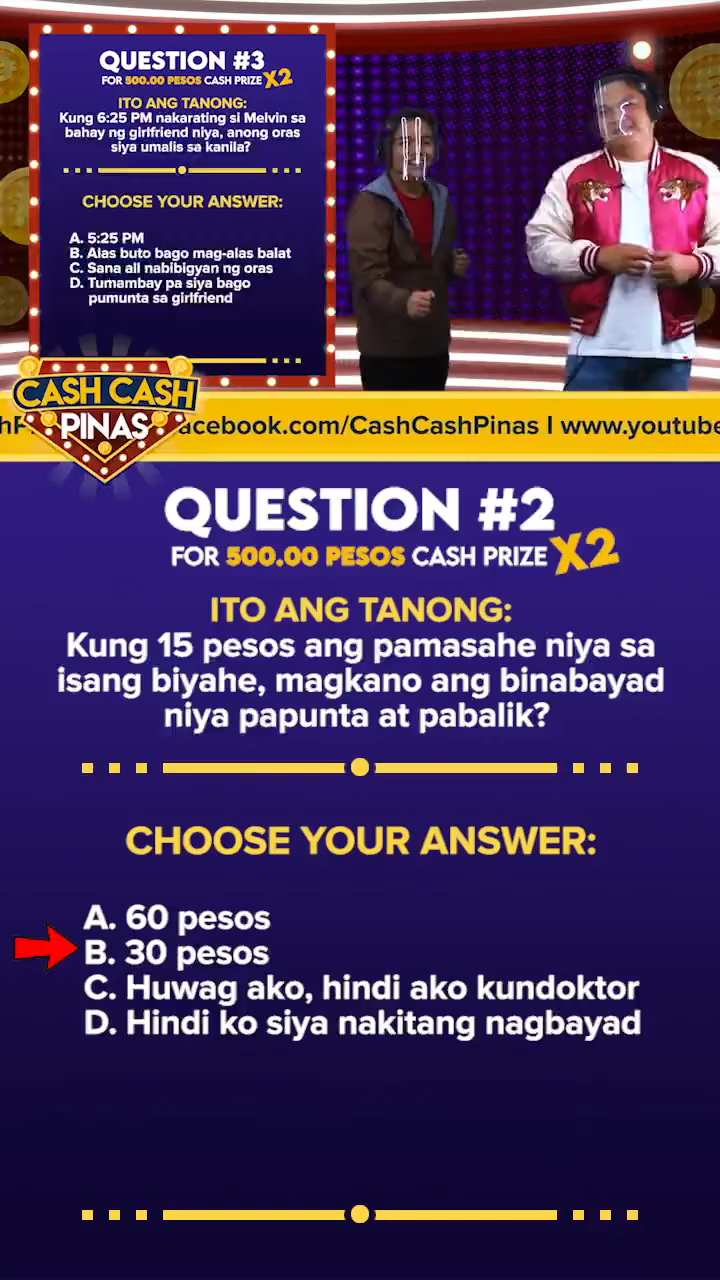 QUESTION #3
FOR 500.00 PESOS CASH PRIZE X2
ITO ANG TANONG:
Kung 6:25 PM nakarating si Melvin sa
bahay ng girlfriend niya, anong oras
siya umalis sa kanila?
CHOOSE YOUR ANSWER:
A. 5:25 PM
B. Alas buto bago mag-alas balat
C. Sana all nabibigyan ng oras
D. Tumambay pa siya bago
pumunta sa girlfriend
CASH CASH
PINAS
acebook.com/CashCashPinas I www.youtube
QUESTION #2
FOR 500.00 PESOS CASH PRIZE X2
ITO ANG TANONG:
Kung 15 pesos ang pamasahe niya sa
isang biyahe, magkano ang binabayad
niya papunta at pabalik?
CHOOSE YOUR ANSWER:
A. 60 pesos
B. 30 pesos
C. Huwag ako, hindi ako kundoktor
D. Hindi ko siya nakitang nagbayad